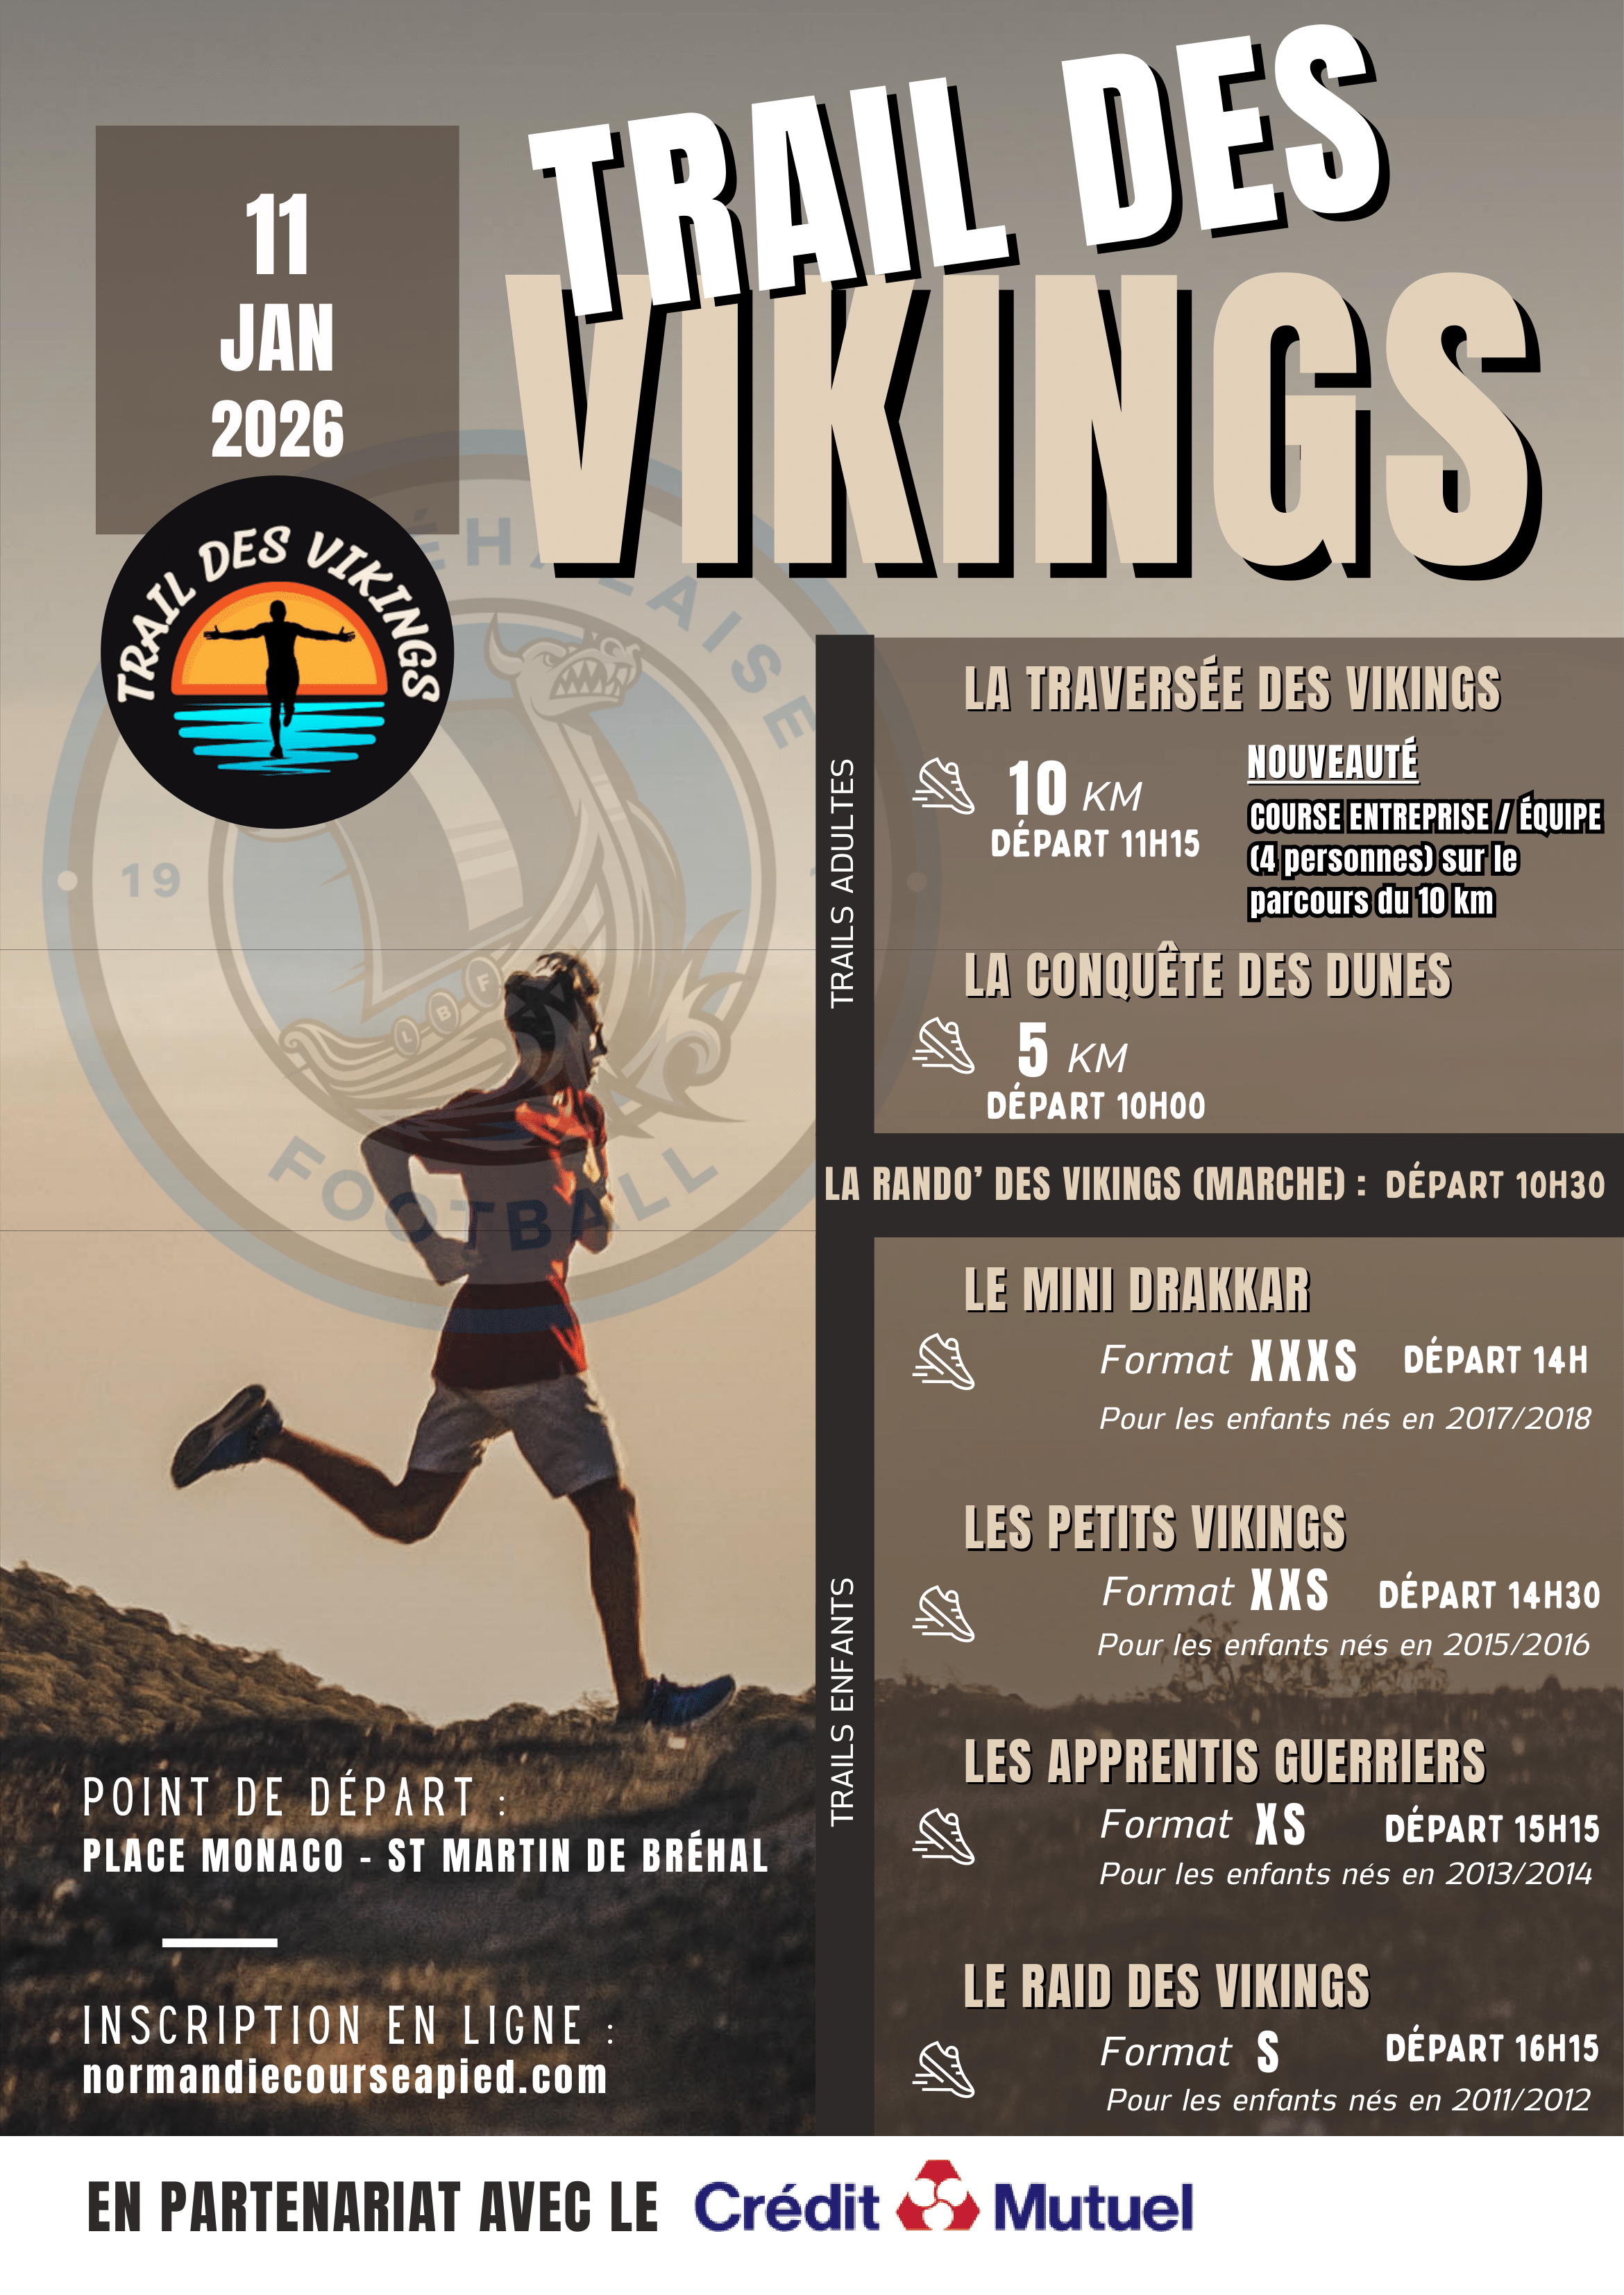 TRAIL DES
VIKINGS
11
JAN
2026
TRAIL DES VIKINGS
FOOTBALL
19
L B F
TRAILS ADULTES
LA TRAVERSÉE DES VIKINGS
10 KM
DÉPART 11H15
NOUVEAUTÉ
COURSE ENTREPRISE / ÉQUIPE
(4 personnes) sur le
parcours du 10 km
LA CONQUÊTE DES DUNES
5 KM
DÉPART 10H00
LA RANDO' DES VIKINGS (MARCHE) : DÉPART 10H30
TRAILS ENFANTS
LE MINI DRAKKAR
Format XXXS DÉPART 14H
Pour les enfants nés en 2017/2018
LES PETITS VIKINGS
Format XXS DÉPART 14H30
Pour les enfants nés en 2015/2016
LES APPRENTIS GUERRIERS
Format XS DÉPART 15H15
Pour les enfants nés en 2013/2014
LE RAID DES VIKINGS
Format S DÉPART 16H15
Pour les enfants nés en 2011/2012
POINT DE DÉPART :
PLACE MONACO - ST MARTIN DE BRÉHAL
INSCRIPTION EN LIGNE :
normandiecourseapied.com
EN PARTENARIAT AVEC LE Crédit Mutuel